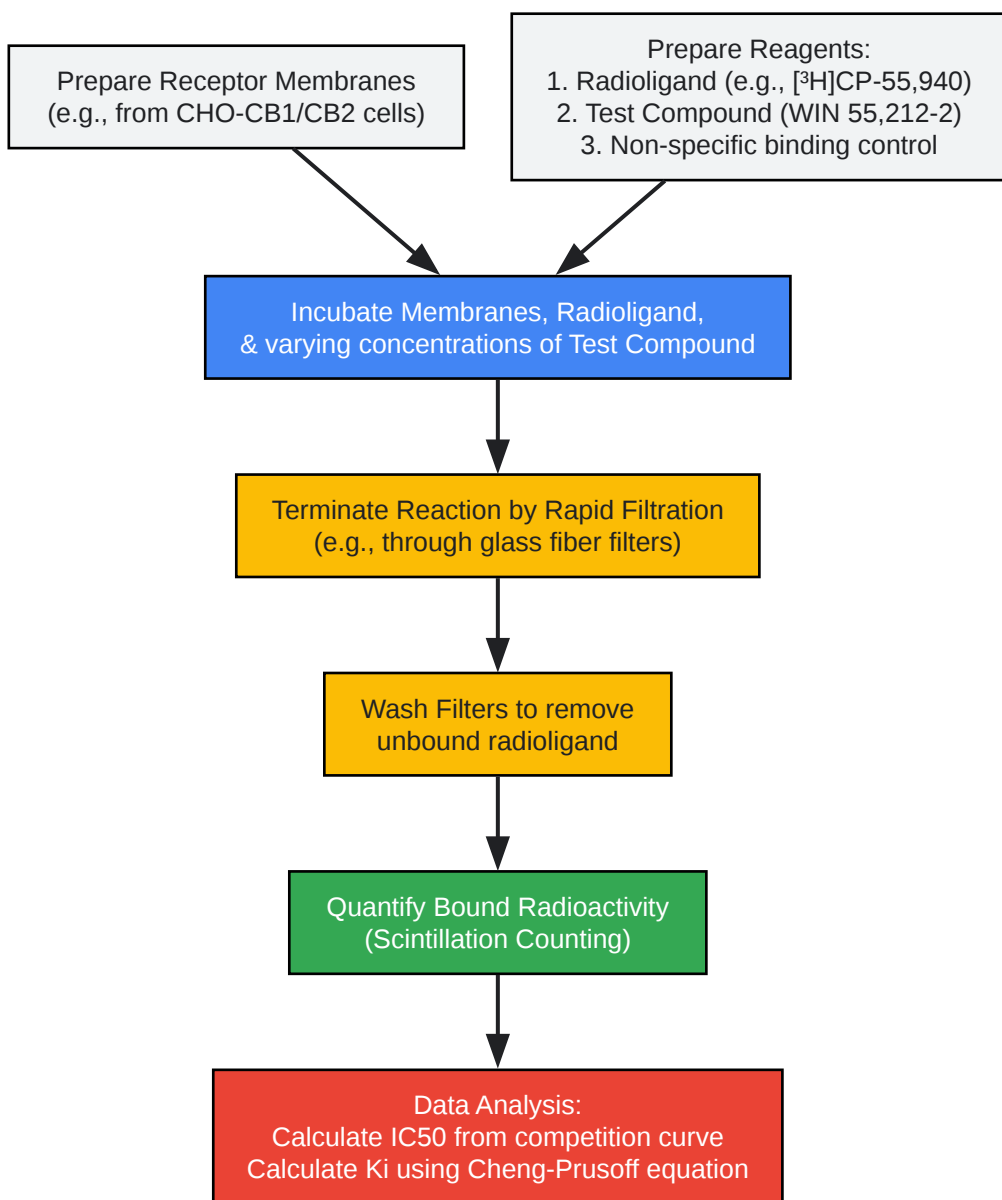 Prepare Receptor Membranes
(e.g., from CHO-CB1/CB2 cells)
Prepare Reagents:
1. Radioligand (e.g., [³H]CP-55,940)
2. Test Compound (WIN 55,212-2)
3. Non-specific binding control
Incubate Membranes, Radioligand,
& varying concentrations of Test Compound
Terminate Reaction by Rapid Filtration
(e.g., through glass fiber filters)
Wash Filters to remove
unbound radioligand
Quantify Bound Radioactivity
(Scintillation Counting)
Data Analysis:
Calculate IC50 from competition curve
Calculate Ki using Cheng-Prusoff equation